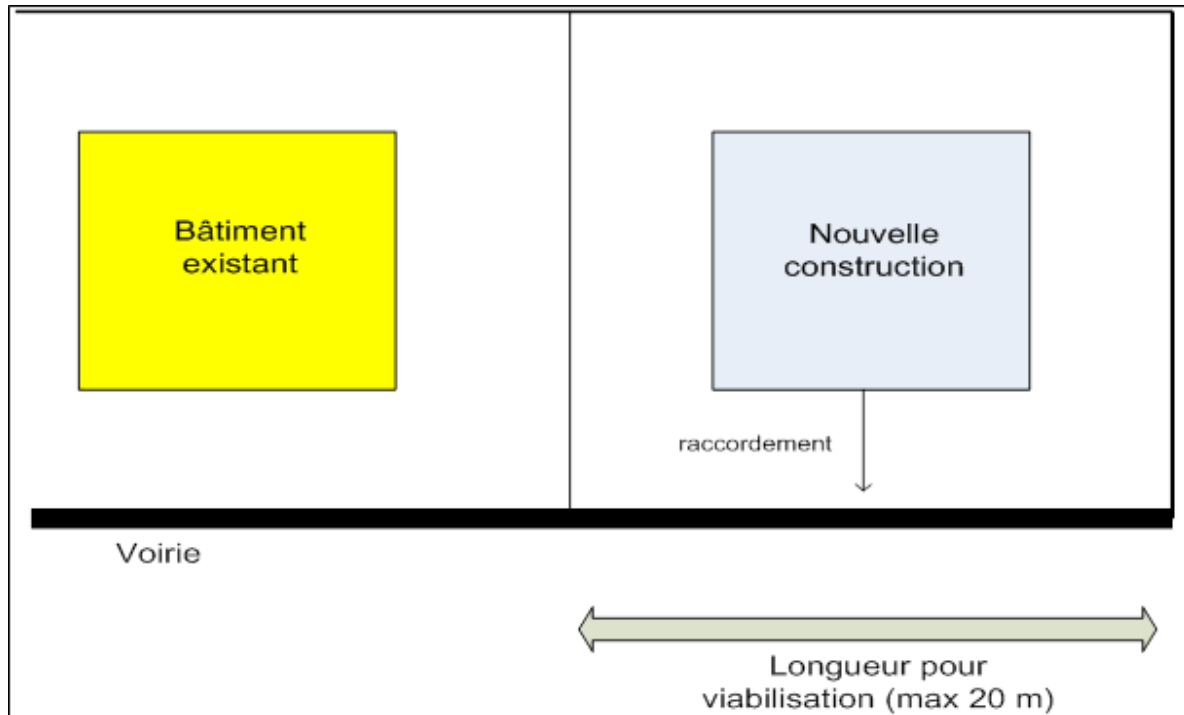 Bâtiment
existant
Nouvelle
construction
raccordement
Voirie
Longueur pour
viabilisation (max 20 m)